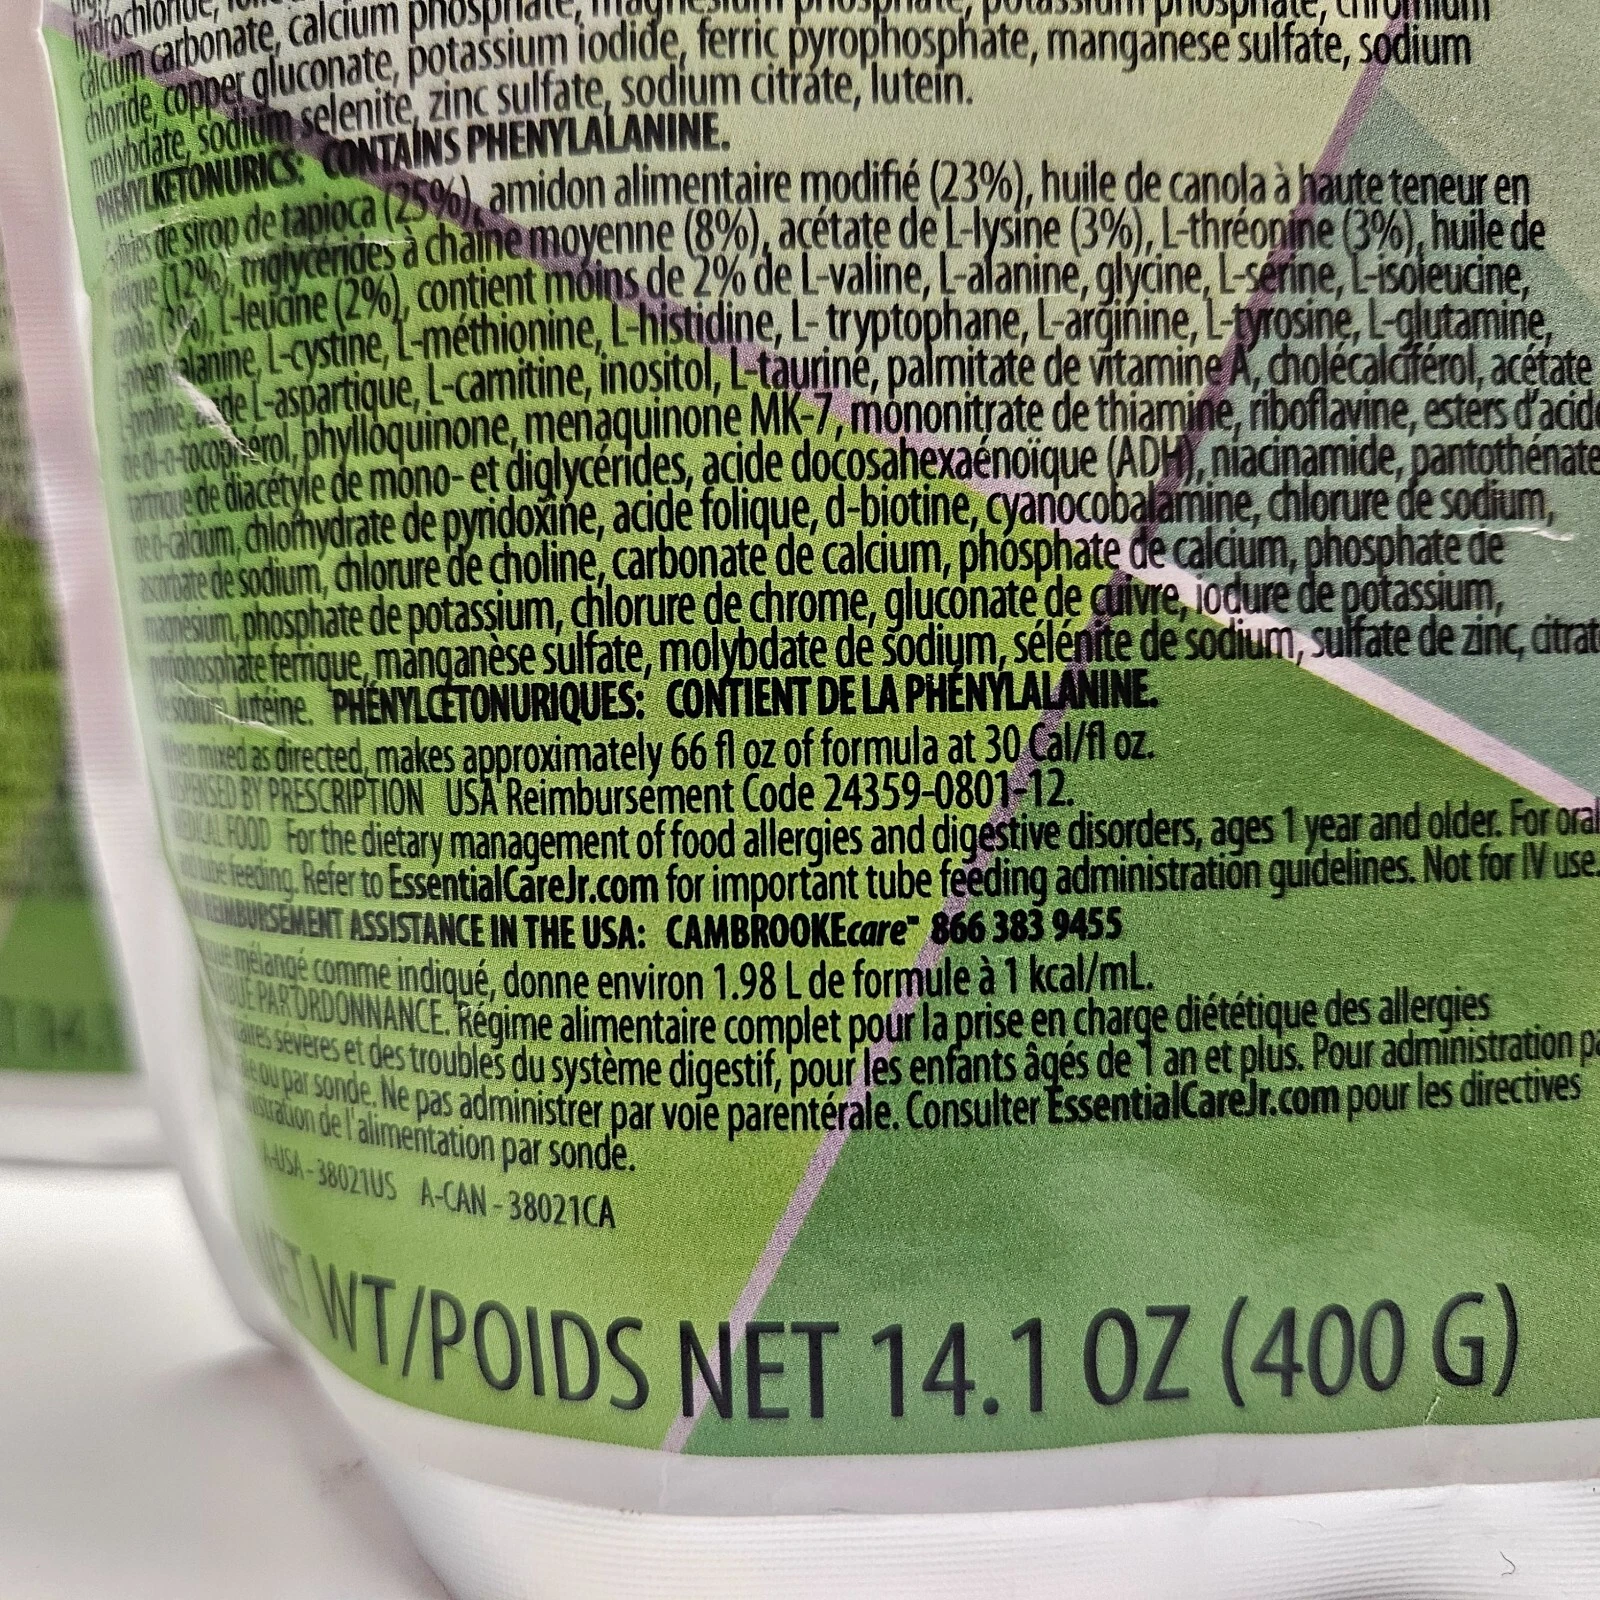 hydrochloride,
calcium carbonate, calcium phosphate, magnesium phosphate, potassium phosphate, chromium
chloride, copper gluconate, potassium iodide, ferric pyrophosphate, manganese sulfate, sodium
molybdate, sodium selenite, zinc sulfate, sodium citrate, lutein.
PHENYLKETONURICS: CONTAINS PHENYLALANINE.
de sirop de tapioca (25%), amidon alimentaire modifié (23%), huile de canola à haute teneur en
(12%), triglycérides à chaîne moyenne (8%), acétate de L-lysine (3%), L-thréonine (3%), huile de
(3%), L-leucine (2%), contient moins de 2% de L-valine, L-alanine, glycine, L-sérine, L-isoleucine,
L-cystine, L-méthionine, L-histidine, L- tryptophane, L-arginine, L-tyrosine, L-glutamine,
L-aspartique, L-carnitine, inositol, L-taurine, palmitate de vitamine A, cholécalciférol, acétate
phylloquinone, menaquinone MK-7, mononitrate de thiamine, riboflavine, esters d'acide
de diacétyle de mono- et diglycérides, acide docosahexaénoïque (ADH), niacinamide, pantothénate
chlorhydrate de pyridoxine, acide folique, d-biotine, cyanocobalamine, chlorure de sodium,
de sodium, chlorure de choline, carbonate de calcium, phosphate de calcium, phosphate de
magnésium, phosphate de potassium, chlorure de chrome, gluconate de cuivre, iodure de potassium,
ferrique, manganèse sulfate, molybdate de sodium, sélénite de sodium, sulfate de zinc, citrat
sodium, lutéine. PHÉNYLCÉTONURIQUES: CONTIENT DE LA PHÉNYLALANINE.
When mixed as directed, makes approximately 66 fl oz of formula at 30 Cal/fl oz.
BY PRESCRIPTION USA Reimbursement Code 24359-0801-12.
MEDICAL FOOD For the dietary management of food allergies and digestive disorders, ages 1 year and older. For oral
tube feeding. Refer to EssentialCareJr.com for important tube feeding administration guidelines. Not for IV use.
REIMBURSEMENT ASSISTANCE IN THE USA: CAMBROOKEcare™ 866 383 9455
mélangé comme indiqué, donne environ 1.98 L de formule à 1 kcal/mL.
PAR ORDONNANCE. Régime alimentaire complet pour la prise en charge diététique des allergies
sévères et des troubles du système digestif, pour les enfants âgés de 1 an et plus. Pour administration pa
ou par sonde. Ne pas administrer par voie parentérale. Consulter EssentialCareJr.com pour les directives
de l'alimentation par sonde.
A-USA - 38021US A-CAN - 38021CA
NET WT/POIDS NET 14.1 OZ (400 G)